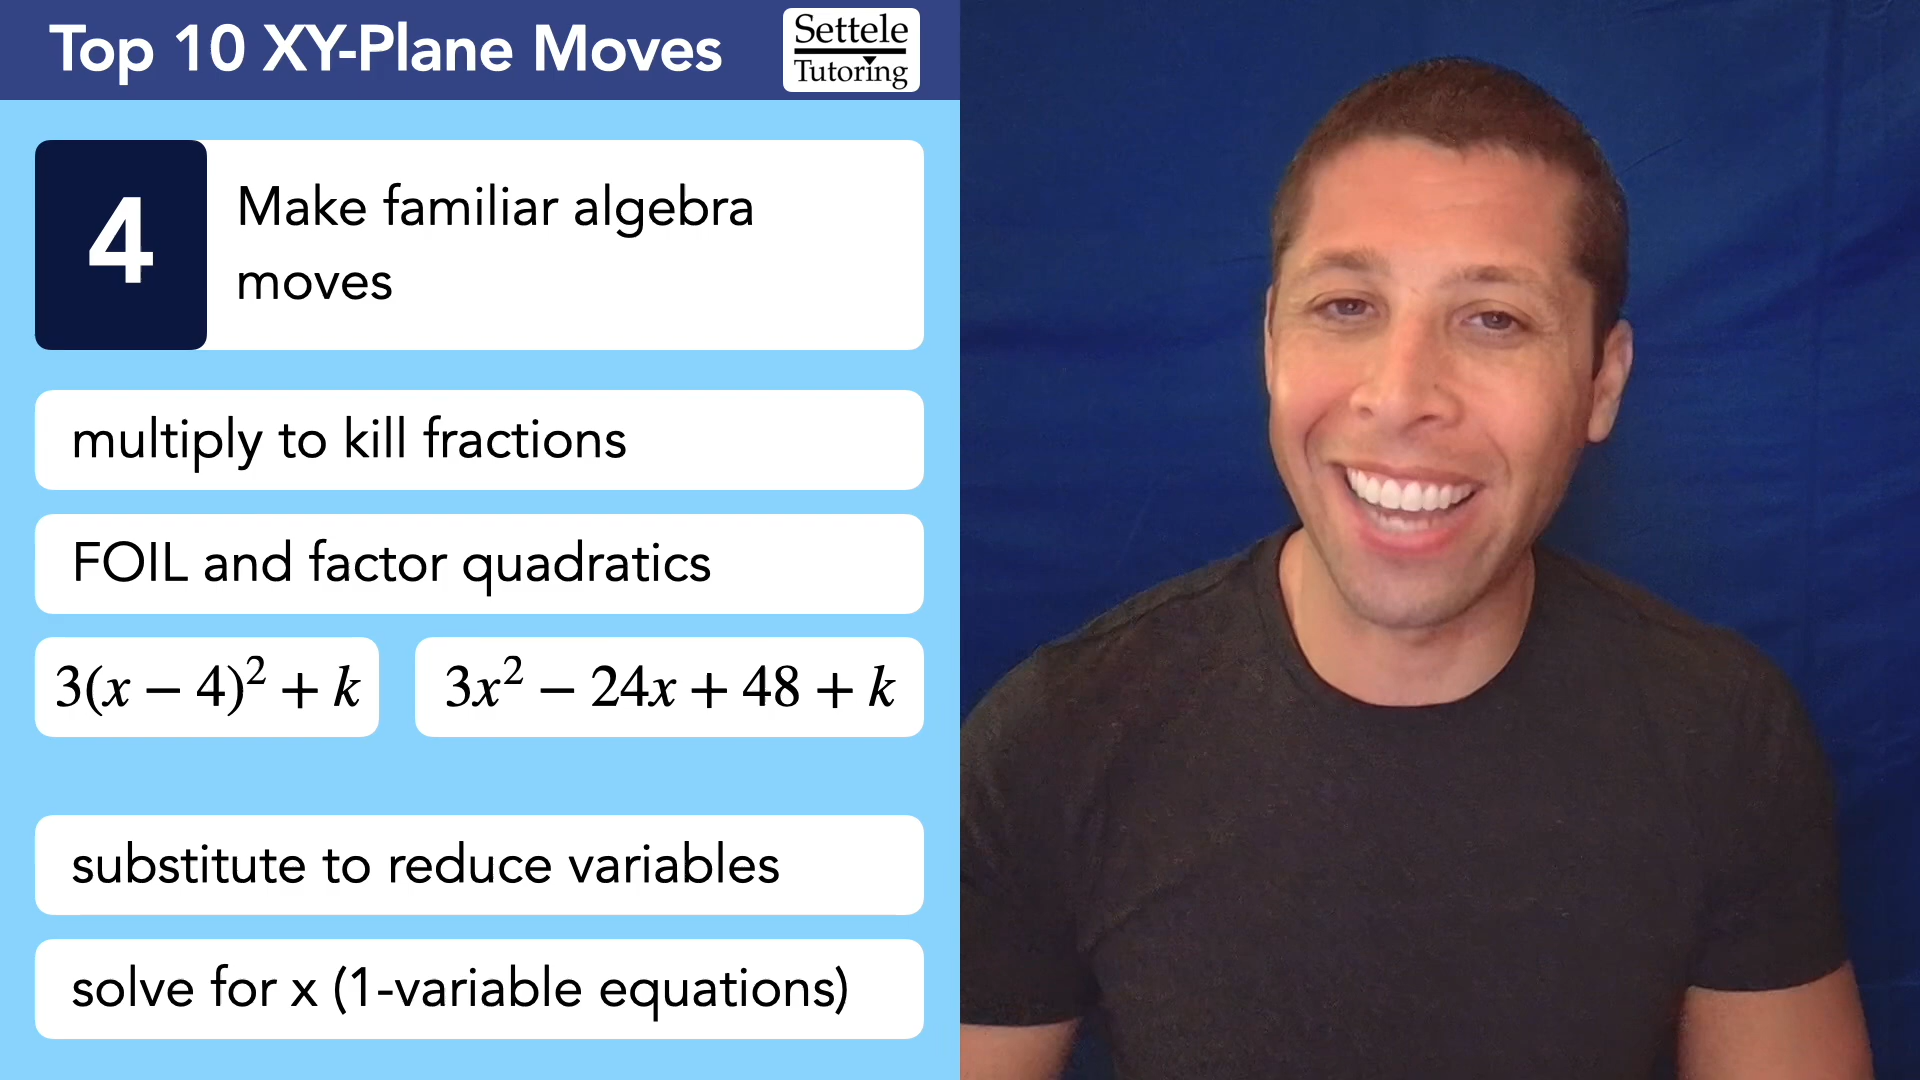 Top 10 XY-Plane Moves
Settele
Tutoring
4
Make familiar algebra
moves
multiply to kill fractions
FOIL and factor quadratics
3(x − 4)² + k
3x² − 24x + 48 + k
substitute to reduce variables
solve for x (1-variable equations)